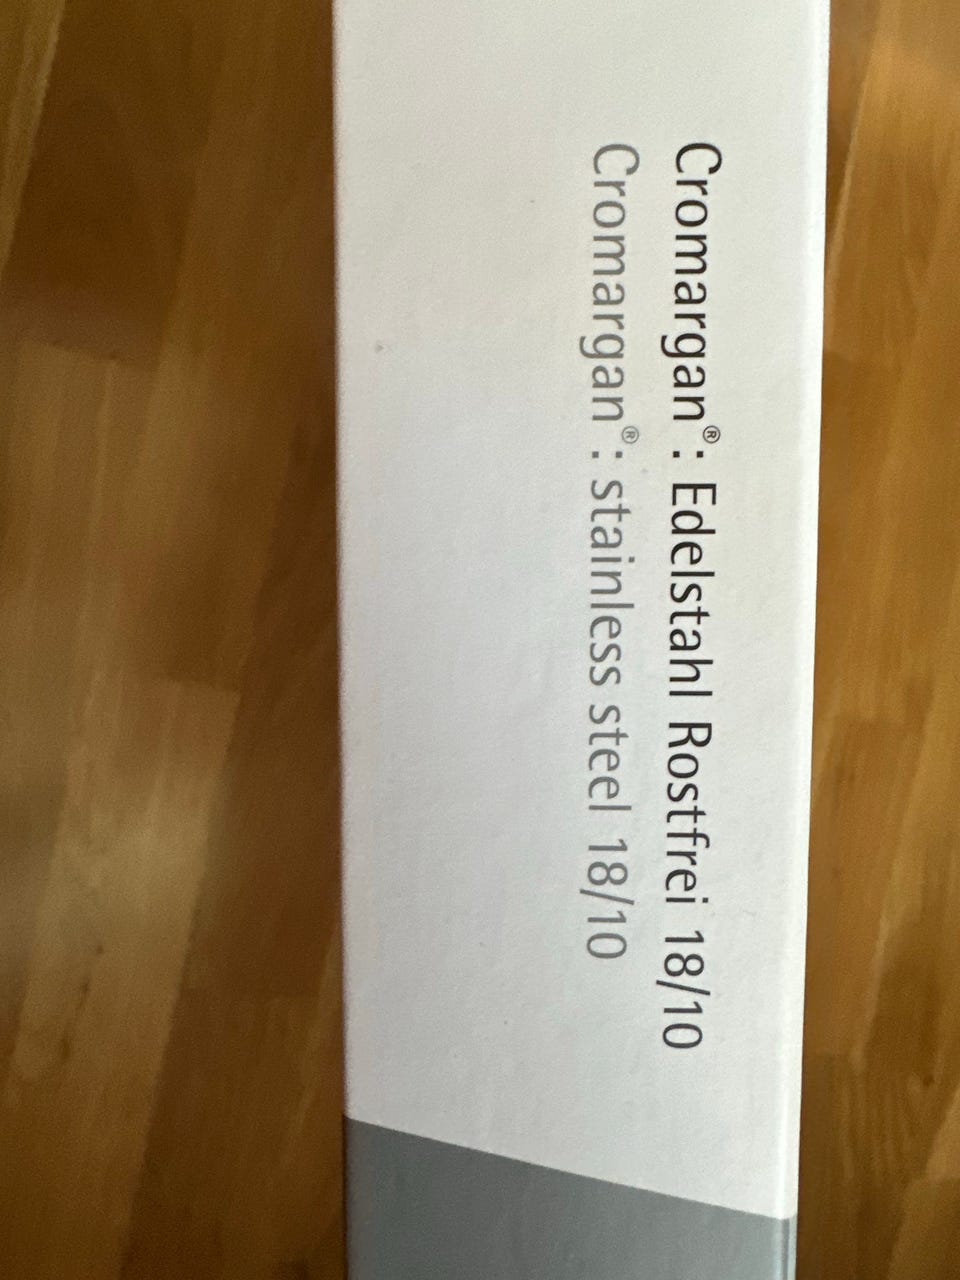 Cromargan®: Edelstahl Rostfrei 18/10
Cromargan®: stainless steel 18/10